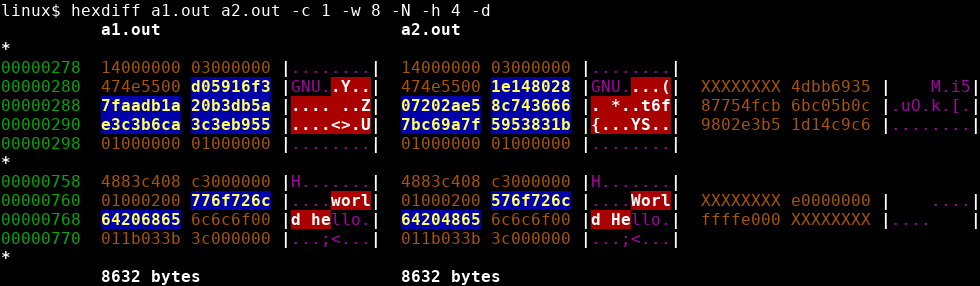 linux$ hexdiff a1.out a2.out -c 1 -w 8 -N -h 4 -d
a1.out a2.out
*
00000278 14000000 03000000 |........| 14000000 03000000 |........|
00000280 474e5500 d05916f3 |GNU..Y..| 474e5500 1e148028 |GNU....(| XXXXXXXX 4dbb6935 | M.i5|
00000288 7faadb1a 20b3db5a |.... ..Z| 07202ae5 8c743666 |. *..t6f| 87754fcb 6bc05b0c |.uO.k.[.|
00000290 e3c3b6ca 3c3eb955 |....<>.U| 7bc69a7f 5953831b |{...YS..| 9802e3b5 1d14c9c6 |........|
00000298 01000000 01000000 |........| 01000000 01000000 |........|
*
00000758 4883c408 c3000000 |H.......| 4883c408 c3000000 |H.......|
00000760 01000200 776f726c |....worl| 01000200 576f726c |....Worl| XXXXXXXX e0000000 | ....|
00000768 64206865 6c6c6f00 |d hello.| 64204865 6c6c6f00 |d Hello.| ffffe000 XXXXXXXX |.... |
00000770 011b033b 3c000000 |...;<...| 011b033b 3c000000 |...;<...|
*
8632 bytes 8632 bytes